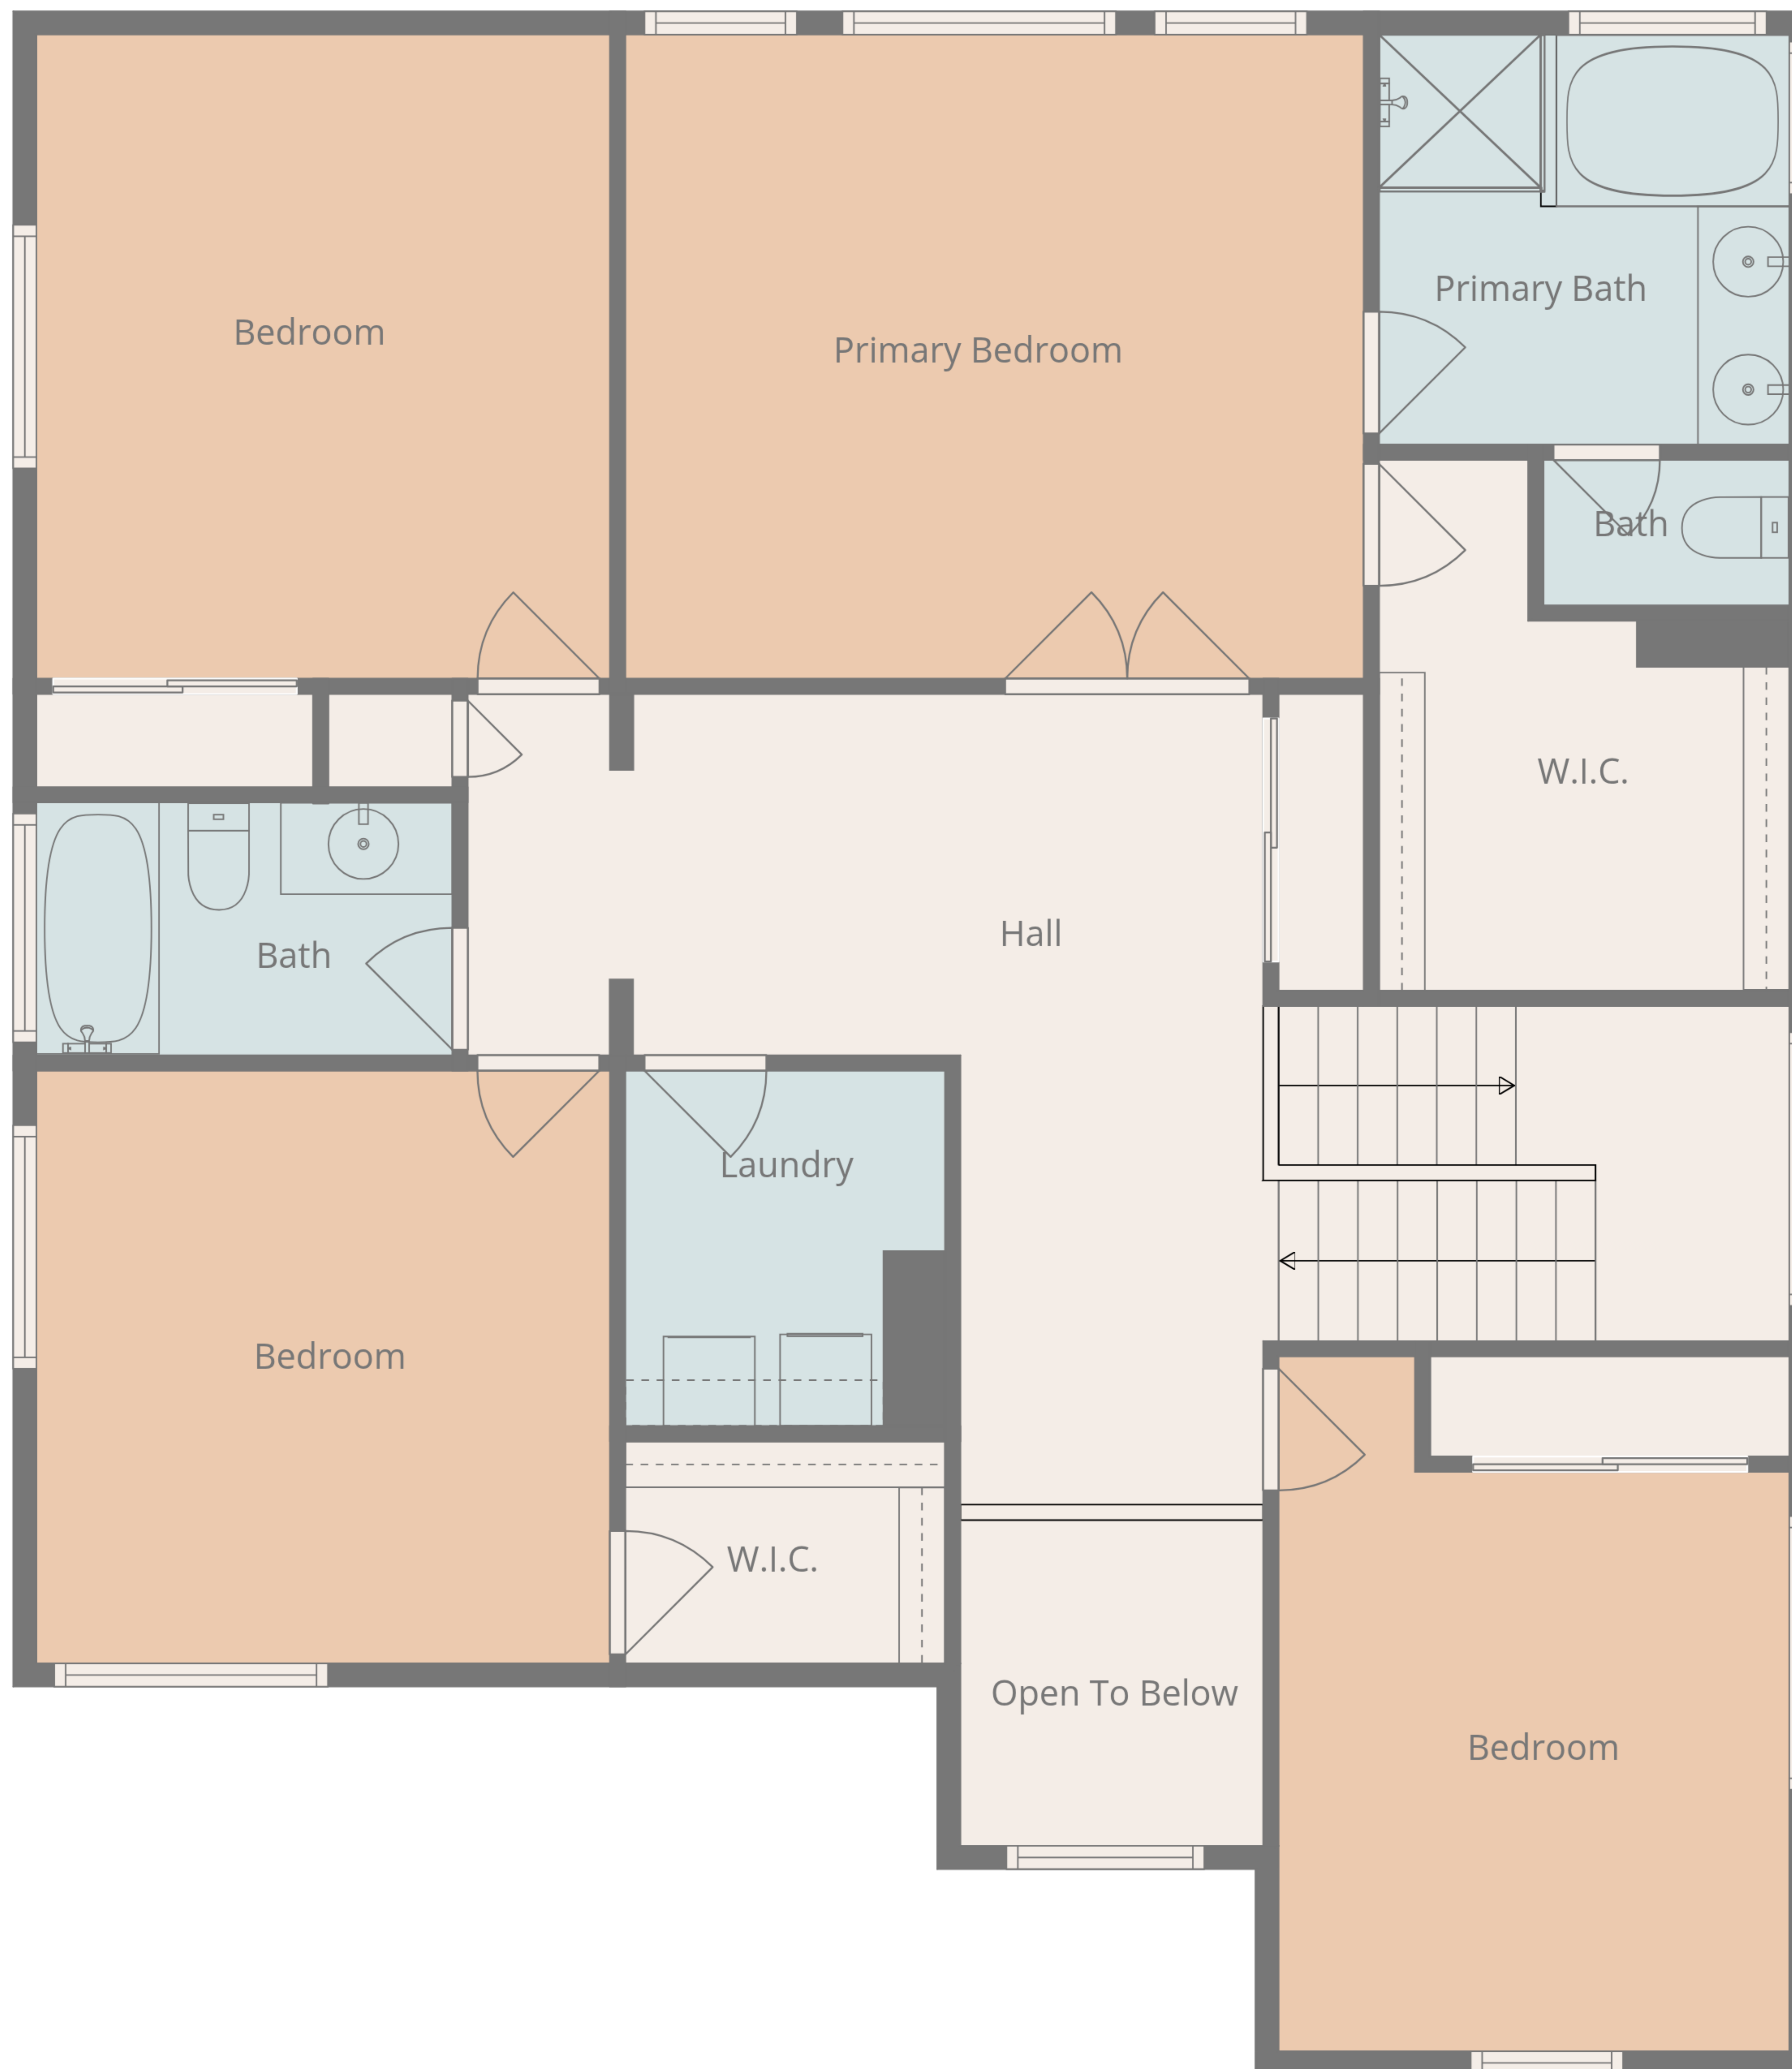 Primary Bath
Bedroom
Primary Bedroom
Bath
W.I.C.
Hall
Bath
Laundry
Bedroom
W.I.C.
Open To Below
Bedroom